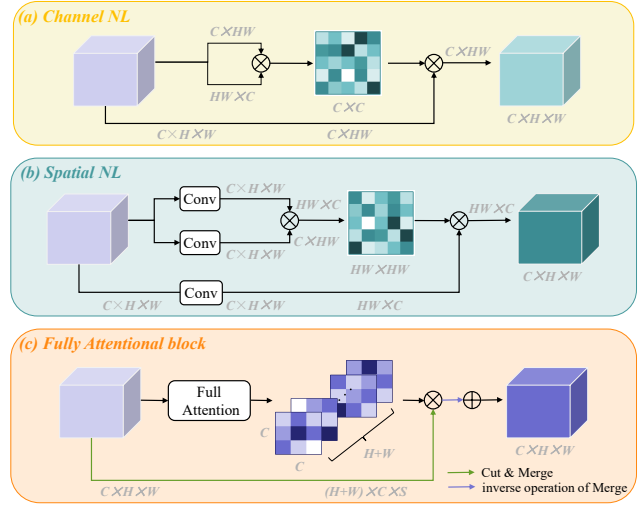 (a) Channel NL
C×HW
HW×C
C×C
C×HW
C×H×W
C×HW
C×H×W
(b) Spatial NL
Conv
C×H×W
Conv
C×H×W
HW×C
C×HW
HW×HW
HW×C
C×H×W
Conv
C×H×W
C×H×W
HW×C
(c) Fully Attentional block
Full
Attention
C
C
H+W
C×H×W
C×H×W
(H+W)×C×S
Cut & Merge
inverse operation of Merge